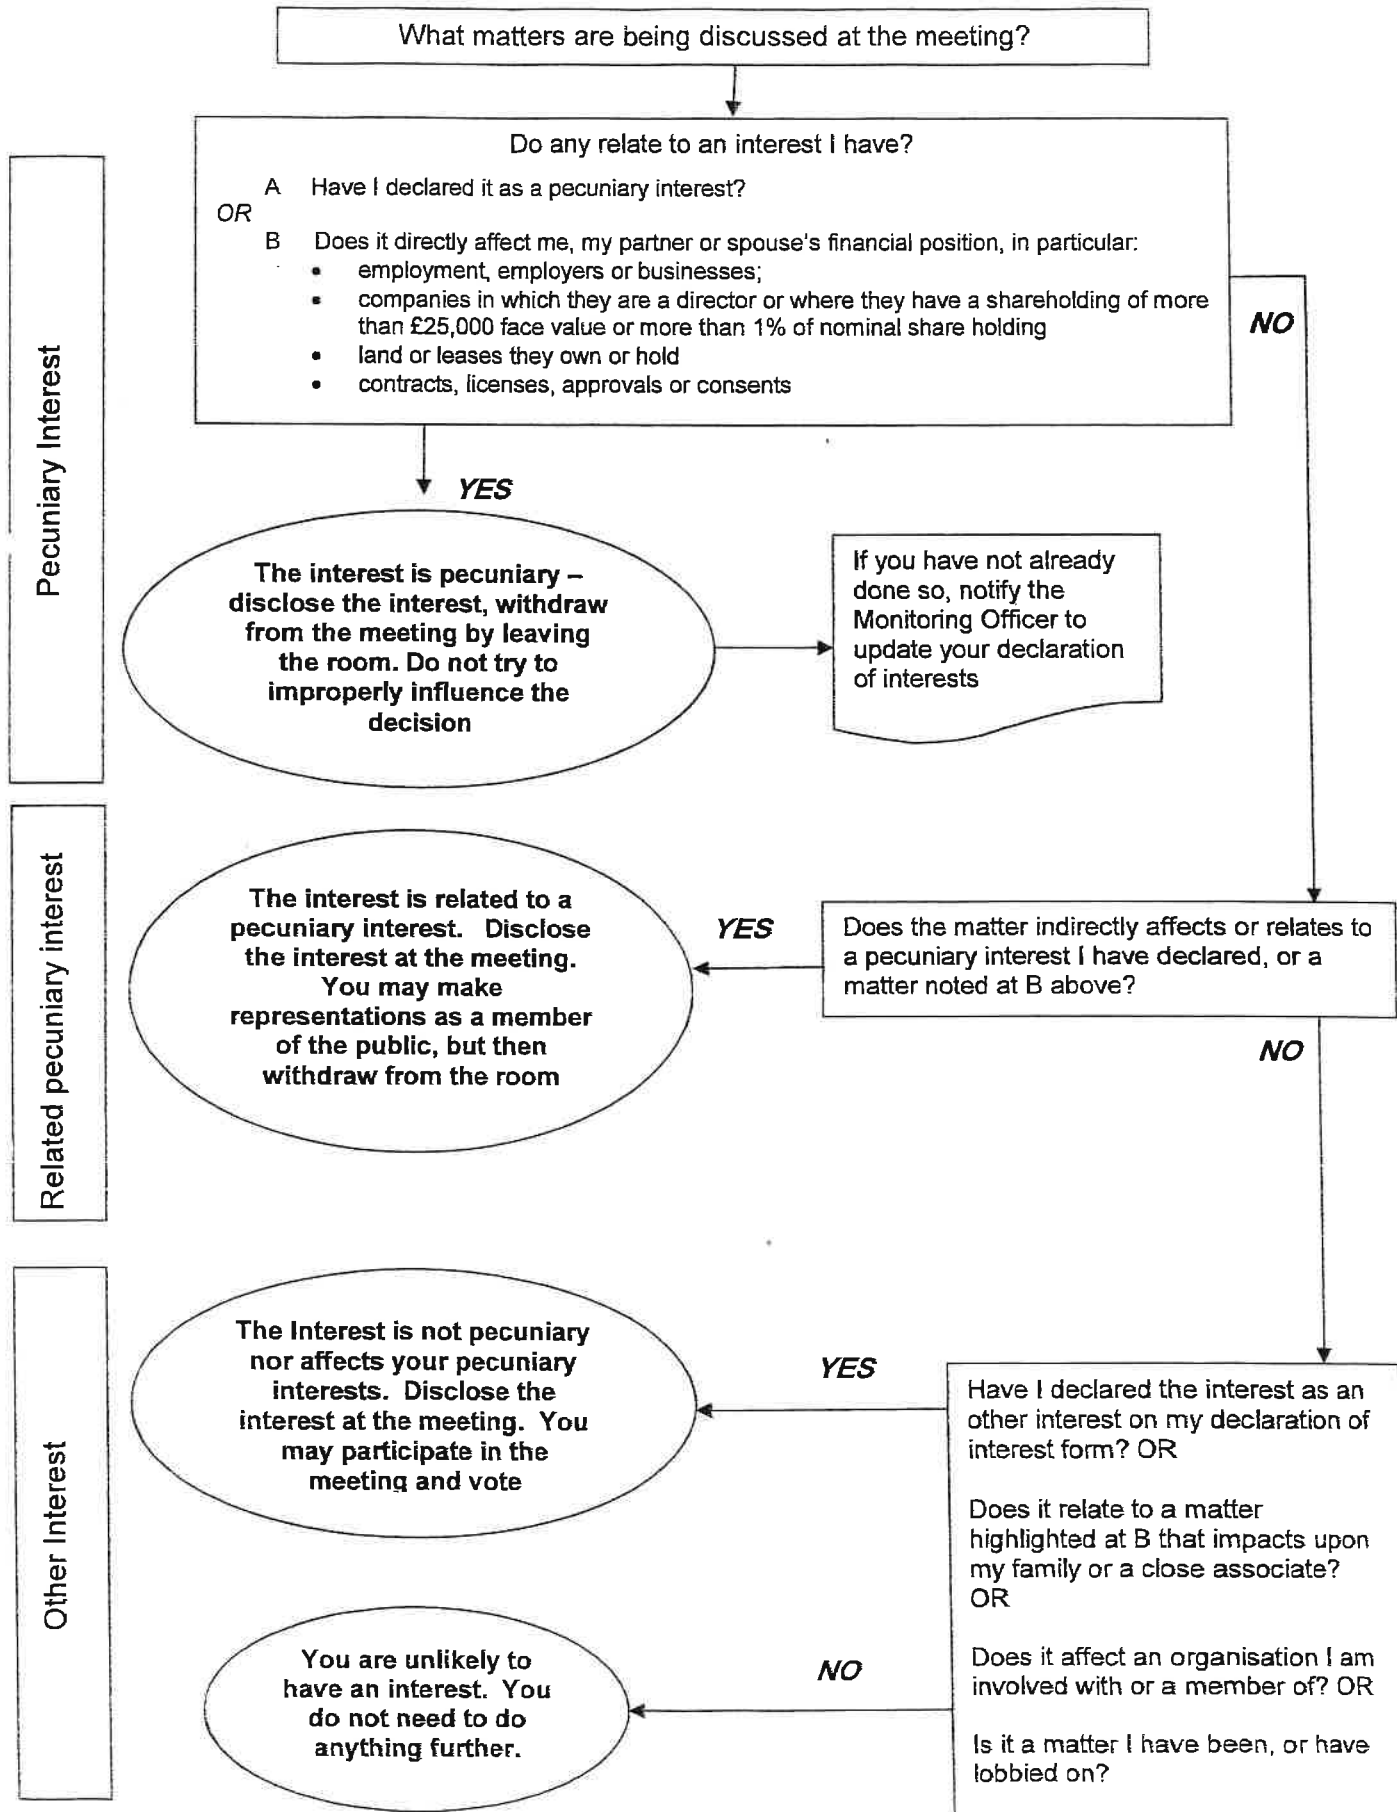 What matters are being discussed at the meeting?
Do any relate to an interest I have?
A Have I declared it as a pecuniary interest?
OR
B Does it directly affect me, my partner or spouse's financial position, in particular:
• employment, employers or businesses;
• companies in which they are a director or where they have a shareholding of more
than £25,000 face value or more than 1% of nominal share holding
• land or leases they own or hold
• contracts, licenses, approvals or consents
NO
Pecuniary Interest
YES
The interest is pecuniary –
disclose the interest, withdraw
from the meeting by leaving
the room. Do not try to
improperly influence the
decision
If you have not already
done so, notify the
Monitoring Officer to
update your declaration
of interests
Related pecuniary interest
The interest is related to a
pecuniary interest. Disclose
the interest at the meeting.
You may make
representations as a member
of the public, but then
withdraw from the room
YES
Does the matter indirectly affects or relates to
a pecuniary interest I have declared, or a
matter noted at B above?
NO
Other Interest
The Interest is not pecuniary
nor affects your pecuniary
interests. Disclose the
interest at the meeting. You
may participate in the
meeting and vote
YES
Have I declared the interest as an
other interest on my declaration of
interest form? OR
Does it relate to a matter
highlighted at B that impacts upon
my family or a close associate?
OR
Does it affect an organisation I am
involved with or a member of? OR
Is it a matter I have been, or have
lobbied on?
NO
You are unlikely to
have an interest. You
do not need to do
anything further.